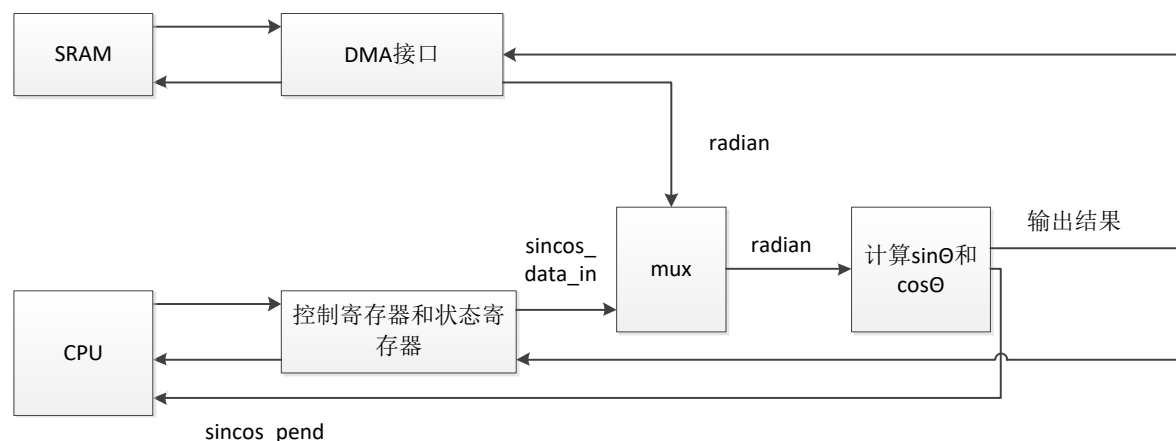 SRAM
DMA接口
radian
sincos_
data_in
mux
radian
计算sinΘ和
cosΘ
输出结果
CPU
控制寄存器和状态寄
存器
sincos_pend